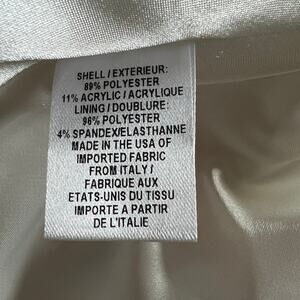 SHELL / EXTERIEUR:
89% POLYESTER
11% ACRYLIC / ACRYLIQUE
LINING / DOUBLURE:
96% POLYESTER
4% SPANDEX/ELASTHANNE
MADE IN THE USA OF
IMPORTED FABRIC
FROM ITALY /
FABRIQUE AUX
ETATS-UNIS DU TISSU
IMPORTE A PARTIR
DE L'ITALIE